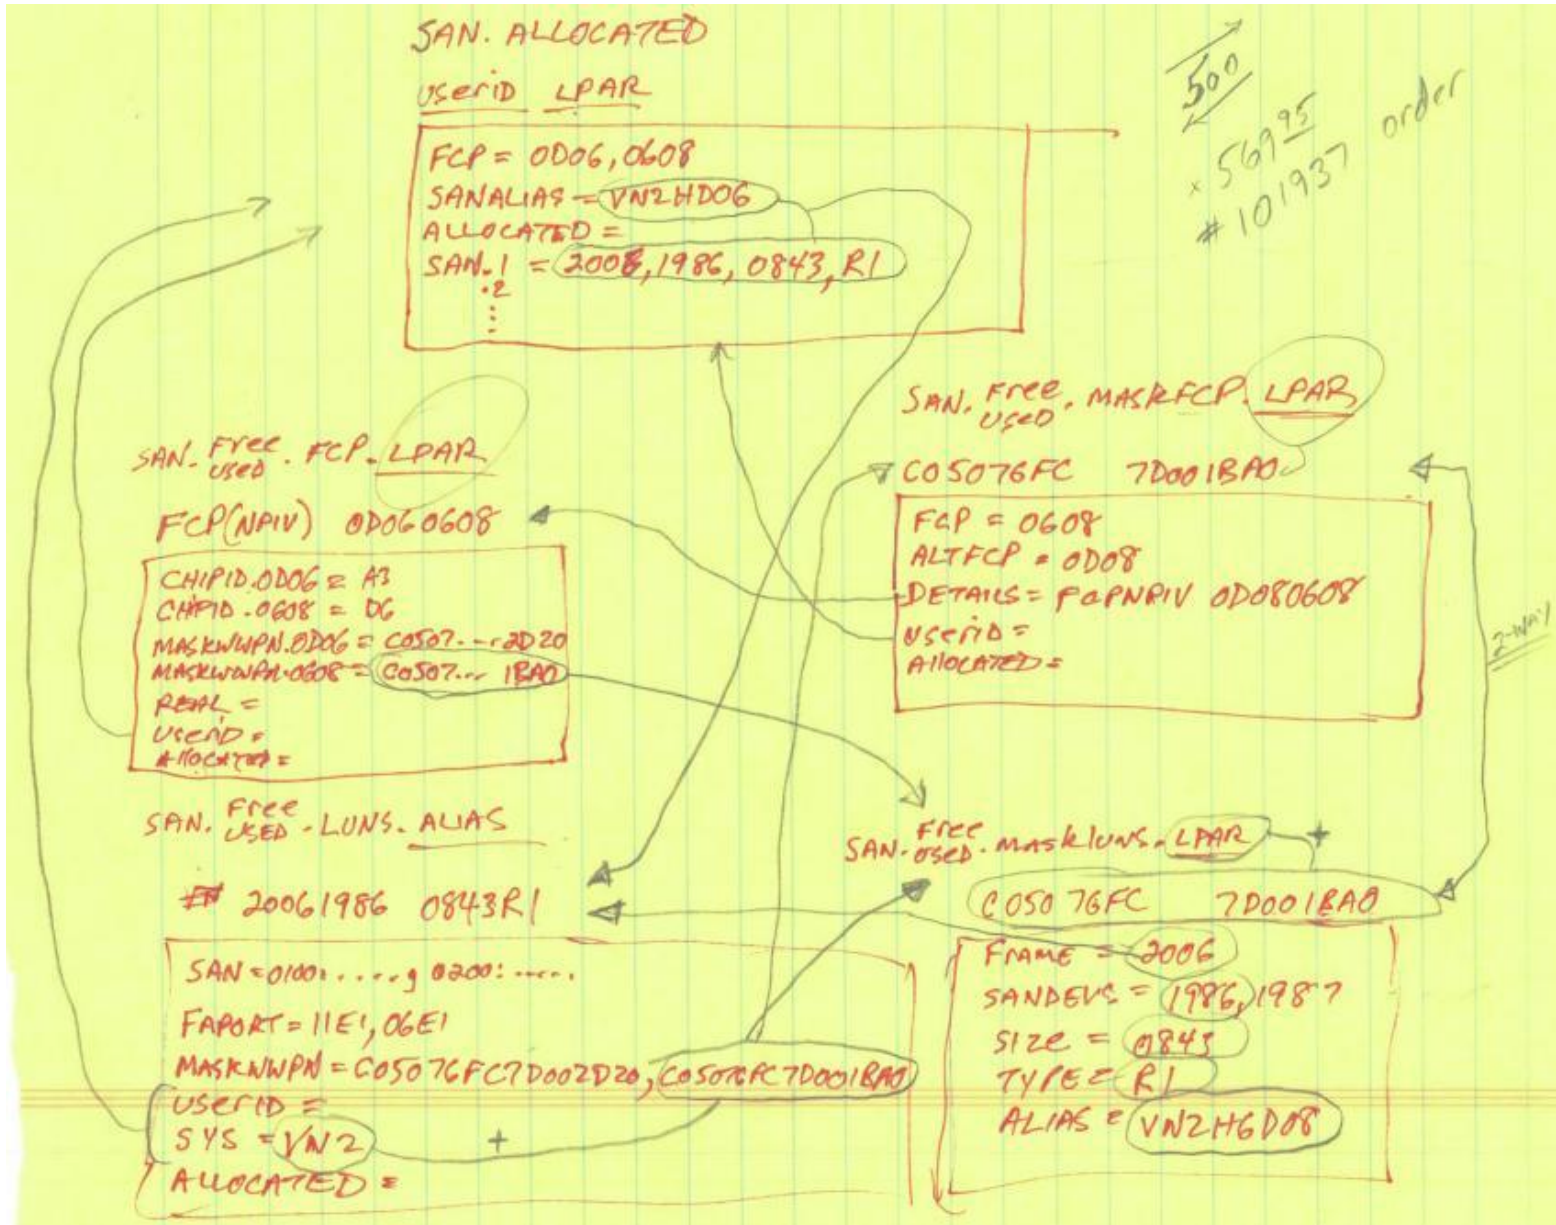 SAN. ALLOCATED
userid LPAR
FCP = 0D06, 0608
SANALIAS = VN2HD06
ALLOCATED =
SAN.1 = 2006, 1986, 0843, R1
.2
⋮
500
× 569 95
# 101937 order
SAN. Free Used . FCP. LPAR
FCP(NPIV) 0D060608
CHIPID.0D06 = A3
CHPID.0608 = D6
MASKWWPN.0D06 = C0507...2D20
MASKWWPN.0608 = C0507... 1BA0
REAL =
userID =
Allocated =
SAN. Free Used . MASKFCP. LPAR
C05076FC 7D001BA0
FCP = 0608
ALTFCP = 0D08
DETAILS = FCPNPIV 0D080608
userID =
Allocated =
2-way
SAN. Free USED . LUNS. ALIAS
20061986 0843R1
SAN = 0100: ....., 0200: .....
FAPORT = 11E1, 06E1
MASKWWPN = C05076FC7D002D20, C05076FC7D001BA0
USERID =
SYS = VN2 +
ALLOCATED =
SAN. Free USED . maskluns. LPAR +
C05076FC 7D001BA0
FRAME = 2006
SANDEVS = 1986, 1987
SIZE = 0843
TYPE = R1
ALIAS = VN2H6D08